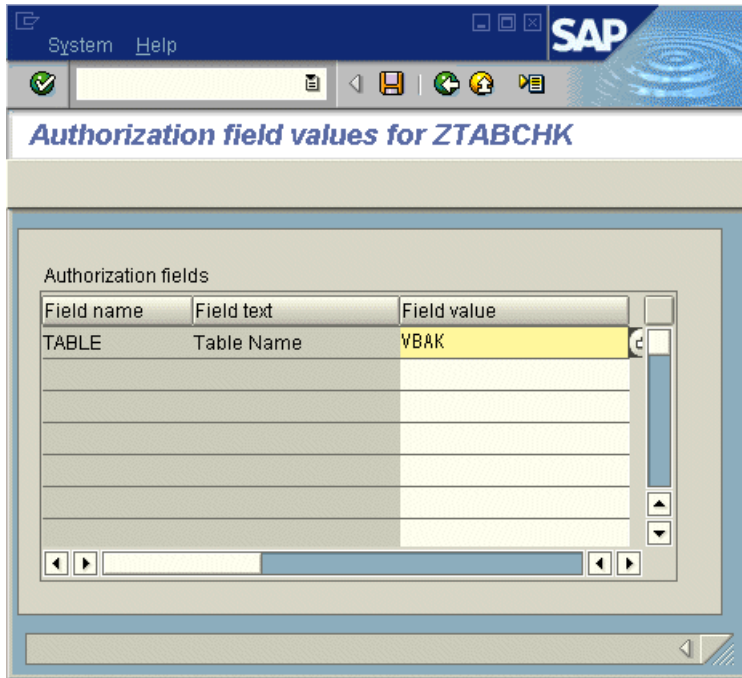 System Help
SAP
Authorization field values for ZTABCHK
Authorization fields
Field name Field text Field value
TABLE Table Name VBAK